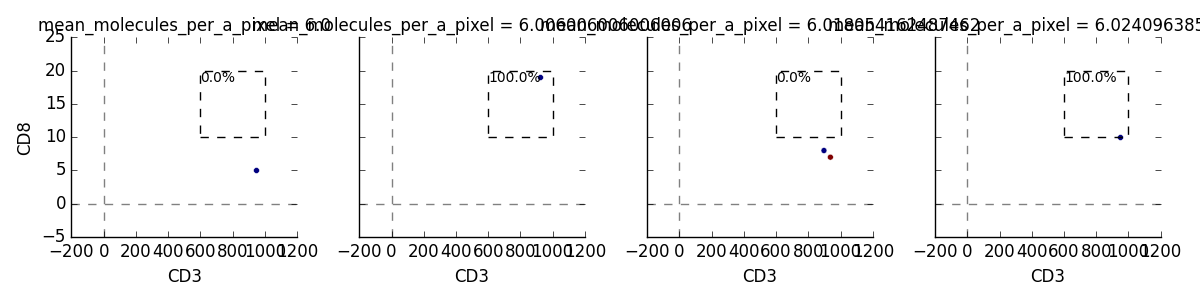 mean_molecules_per_a_pixel = 6.0
mean_molecules_per_a_pixel = 6.006006006006006
mean_molecules_per_a_pixel = 6.018054162487462
mean_molecules_per_a_pixel = 6.024096385
25
20
15
10
5
0
−5
CD8
0.0%
100.0%
0.0%
100.0%
−200 0 200 400 600 800 1000 1200
−200 0 200 400 600 800 1000 1200
−200 0 200 400 600 800 1000 1200
−200 0 200 400 600 800 1000 1200
CD3
CD3
CD3
CD3